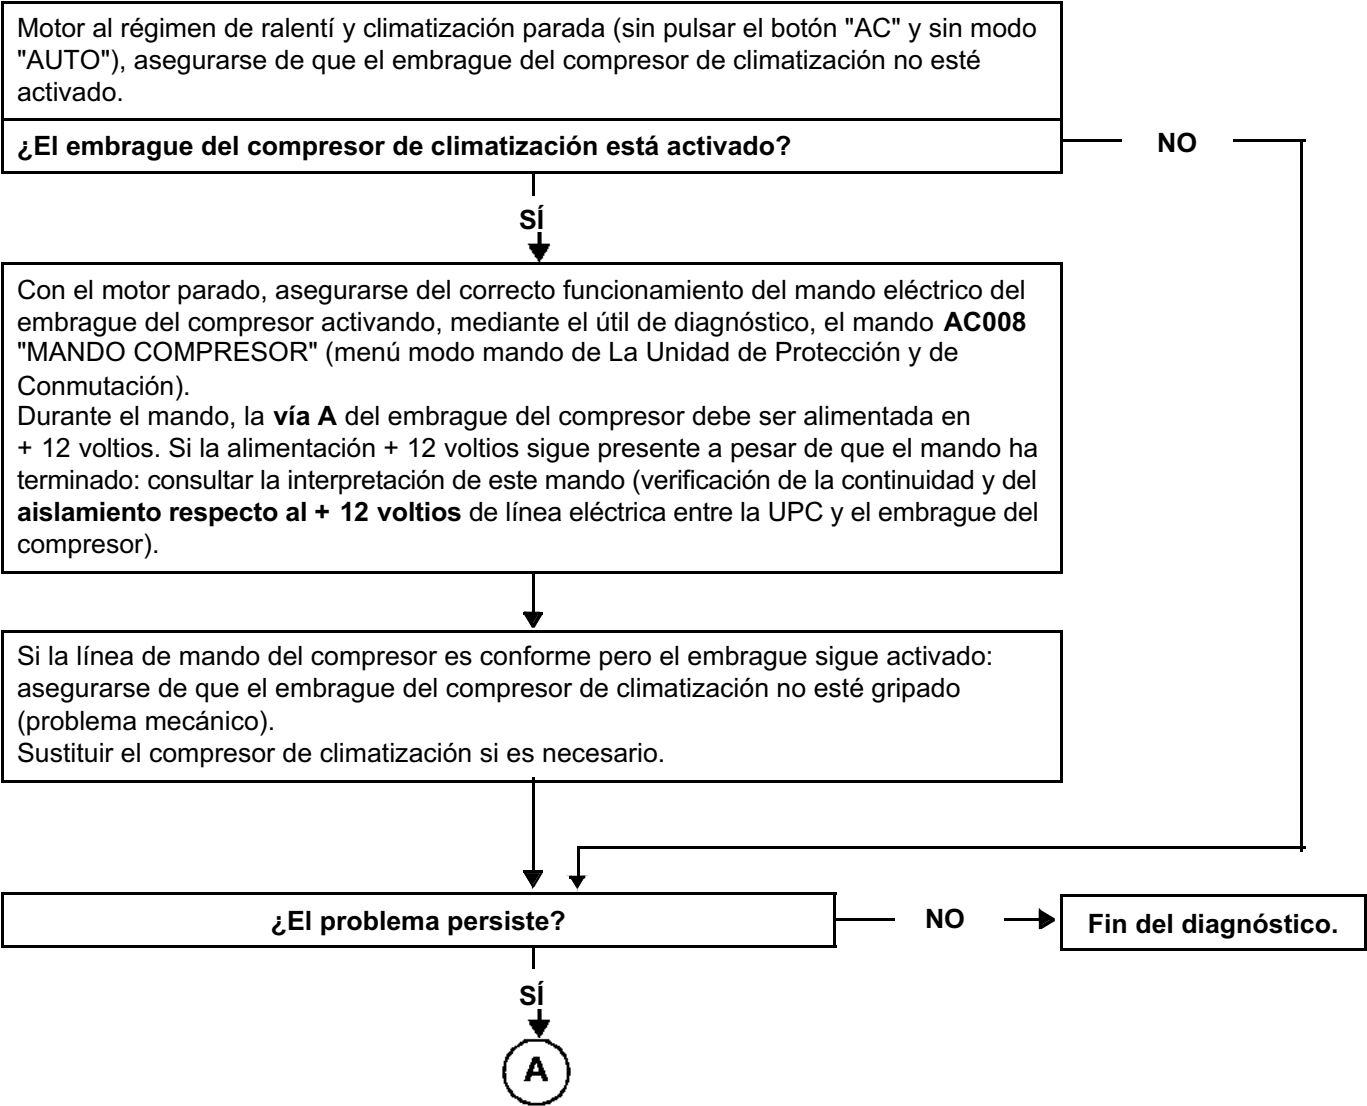 Motor al régimen de ralentí y climatización parada (sin pulsar el botón "AC" y sin modo
"AUTO"), asegurarse de que el embrague del compresor de climatización no esté
activado.
¿El embrague del compresor de climatización está activado?
NO
SÍ
Con el motor parado, asegurarse del correcto funcionamiento del mando eléctrico del
embrague del compresor activando, mediante el útil de diagnóstico, el mando AC008
"MANDO COMPRESOR" (menú modo mando de La Unidad de Protección y de
Conmutación).
Durante el mando, la vía A del embrague del compresor debe ser alimentada en
+ 12 voltios. Si la alimentación + 12 voltios sigue presente a pesar de que el mando ha
terminado: consultar la interpretación de este mando (verificación de la continuidad y del
aislamiento respecto al + 12 voltios de línea eléctrica entre la UPC y el embrague del
compresor).
Si la línea de mando del compresor es conforme pero el embrague sigue activado:
asegurarse de que el embrague del compresor de climatización no esté gripado
(problema mecánico).
Sustituir el compresor de climatización si es necesario.
¿El problema persiste?
NO
Fin del diagnóstico.
SÍ
A